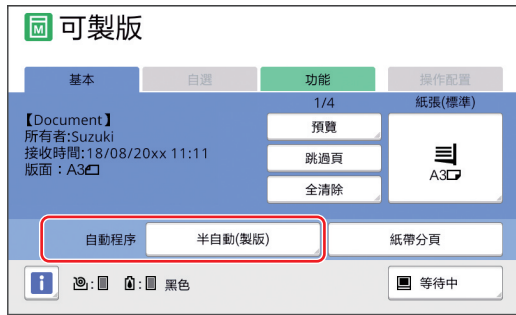 可製版
基本 自選 功能 操作配置
1/4 紙張(標準)
【Document】
所有者:Suzuki
接收時間:18/08/20xx 11:11
版面：A3
預覽
跳過頁
全清除
A3
自動程序 半自動(製版) 紙帶分頁
i : : 黑色 等待中